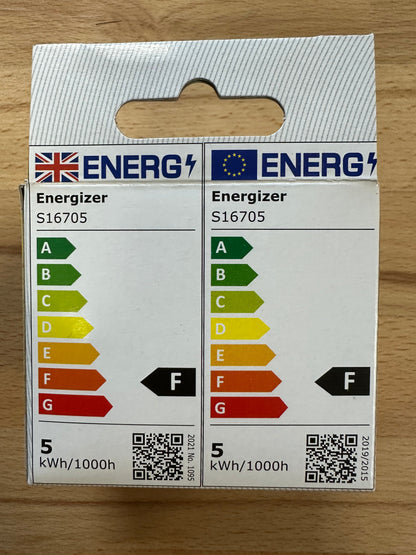 ENERG
Energizer
S16705
A
B
C
D
E
F
G
F
5
kWh/1000h
2021 No. 1095
ENERG
Energizer
S16705
A
B
C
D
E
F
G
F
5
kWh/1000h
2019/2015